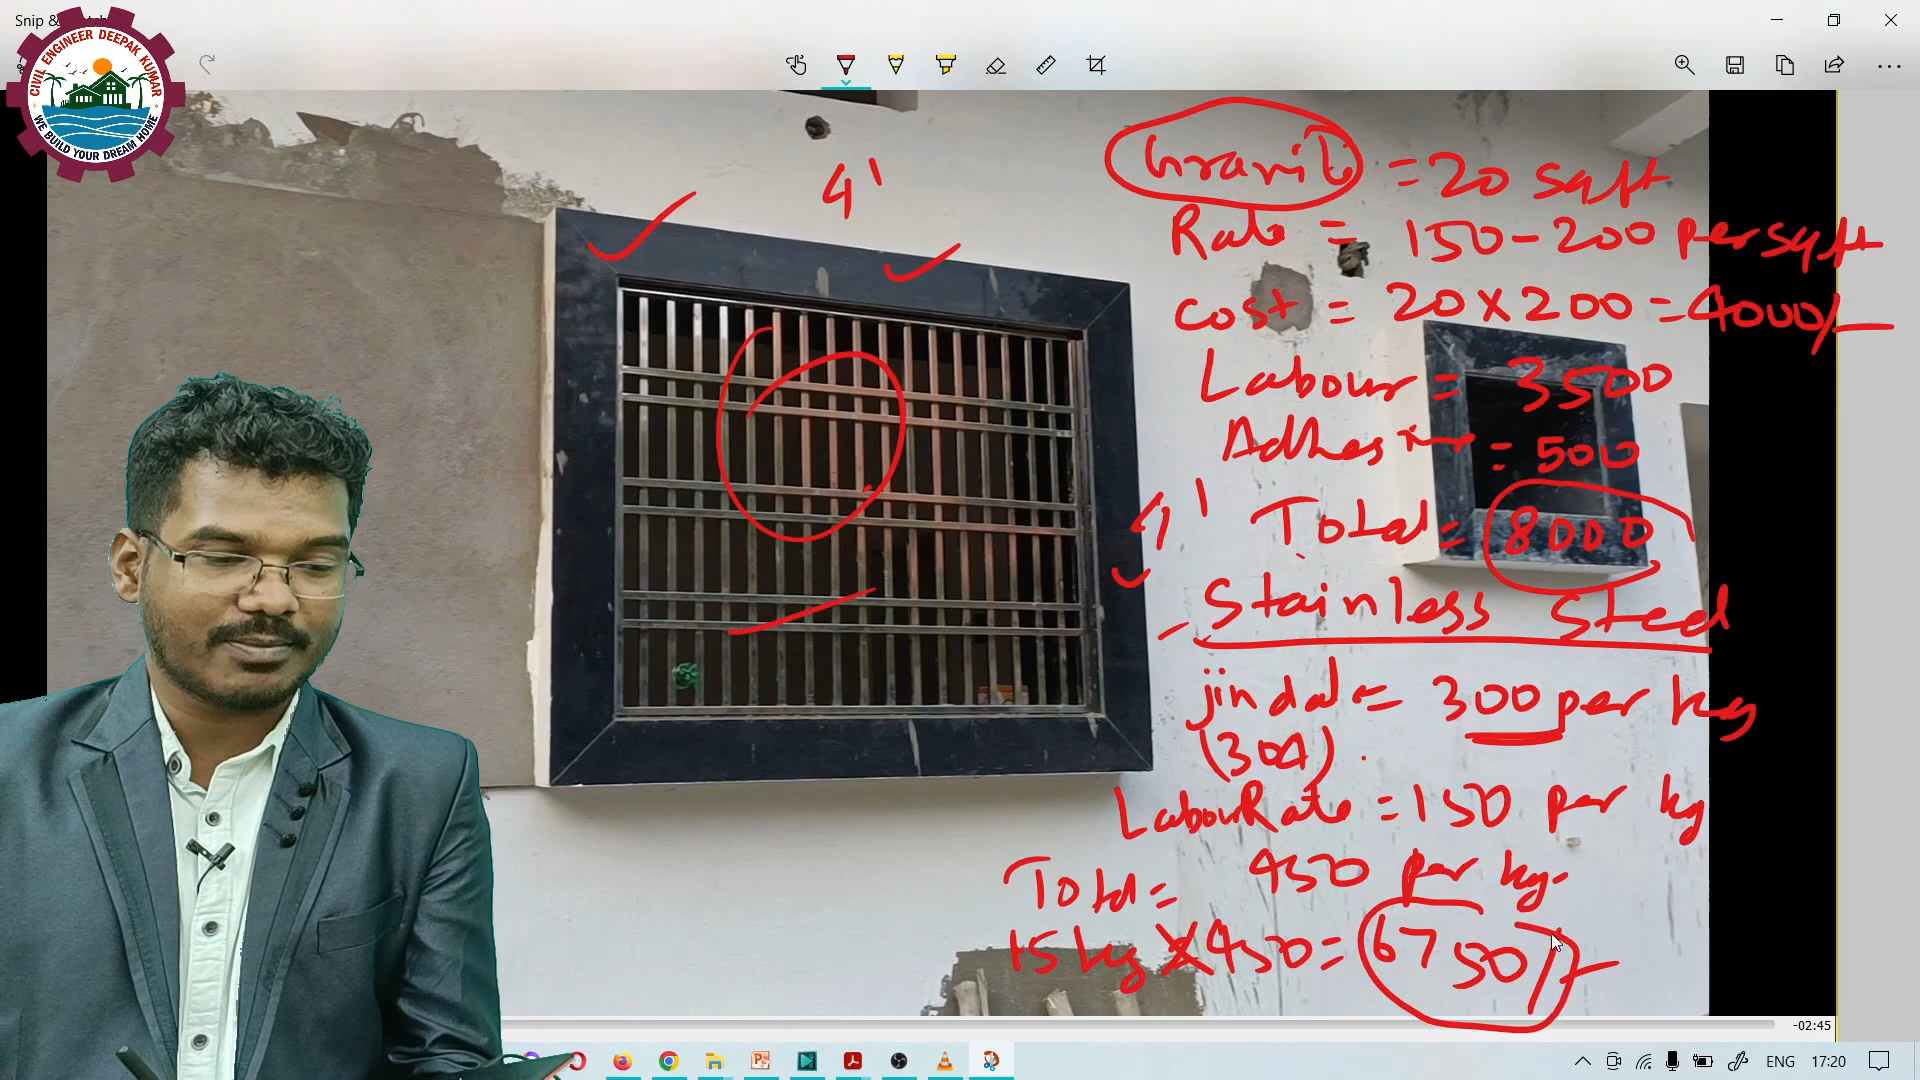 Snip & Sketch
CIVIL ENGINEER DEEPAK KUMAR
WE BUILD YOUR DREAM HOME
4'
Granite = 20 sqft
Rate = 150-200 per sqft
cost = 20 x 200 = 4000/-
Labour = 3500
Adhesive = 500
4'
Total = 8000
Stainless Steel
jindal = 300 per kg
(304)
Labour Rate = 150 per kg
Total = 450 per kg.
15 kg x 450 = 6750/-
-02:45
ENG 17:20